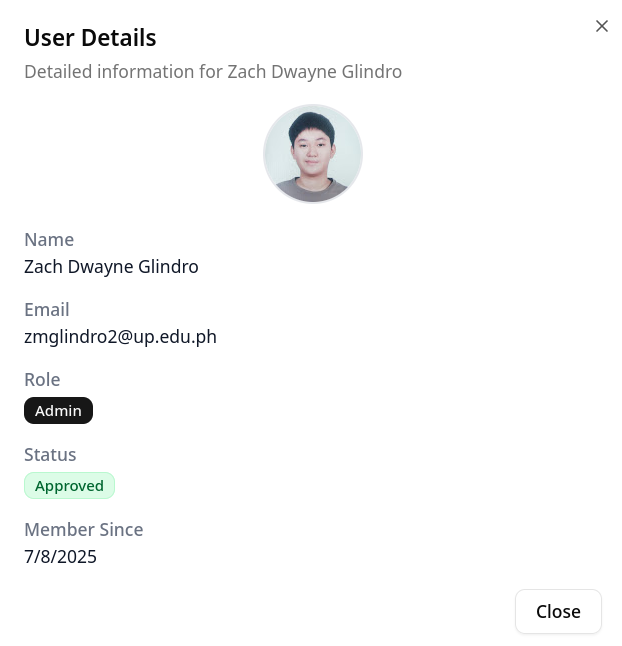 User Details
Detailed information for Zach Dwayne Glindro
Name
Zach Dwayne Glindro
Email
zmglindro2@up.edu.ph
Role
Admin
Status
Approved
Member Since
7/8/2025
Close